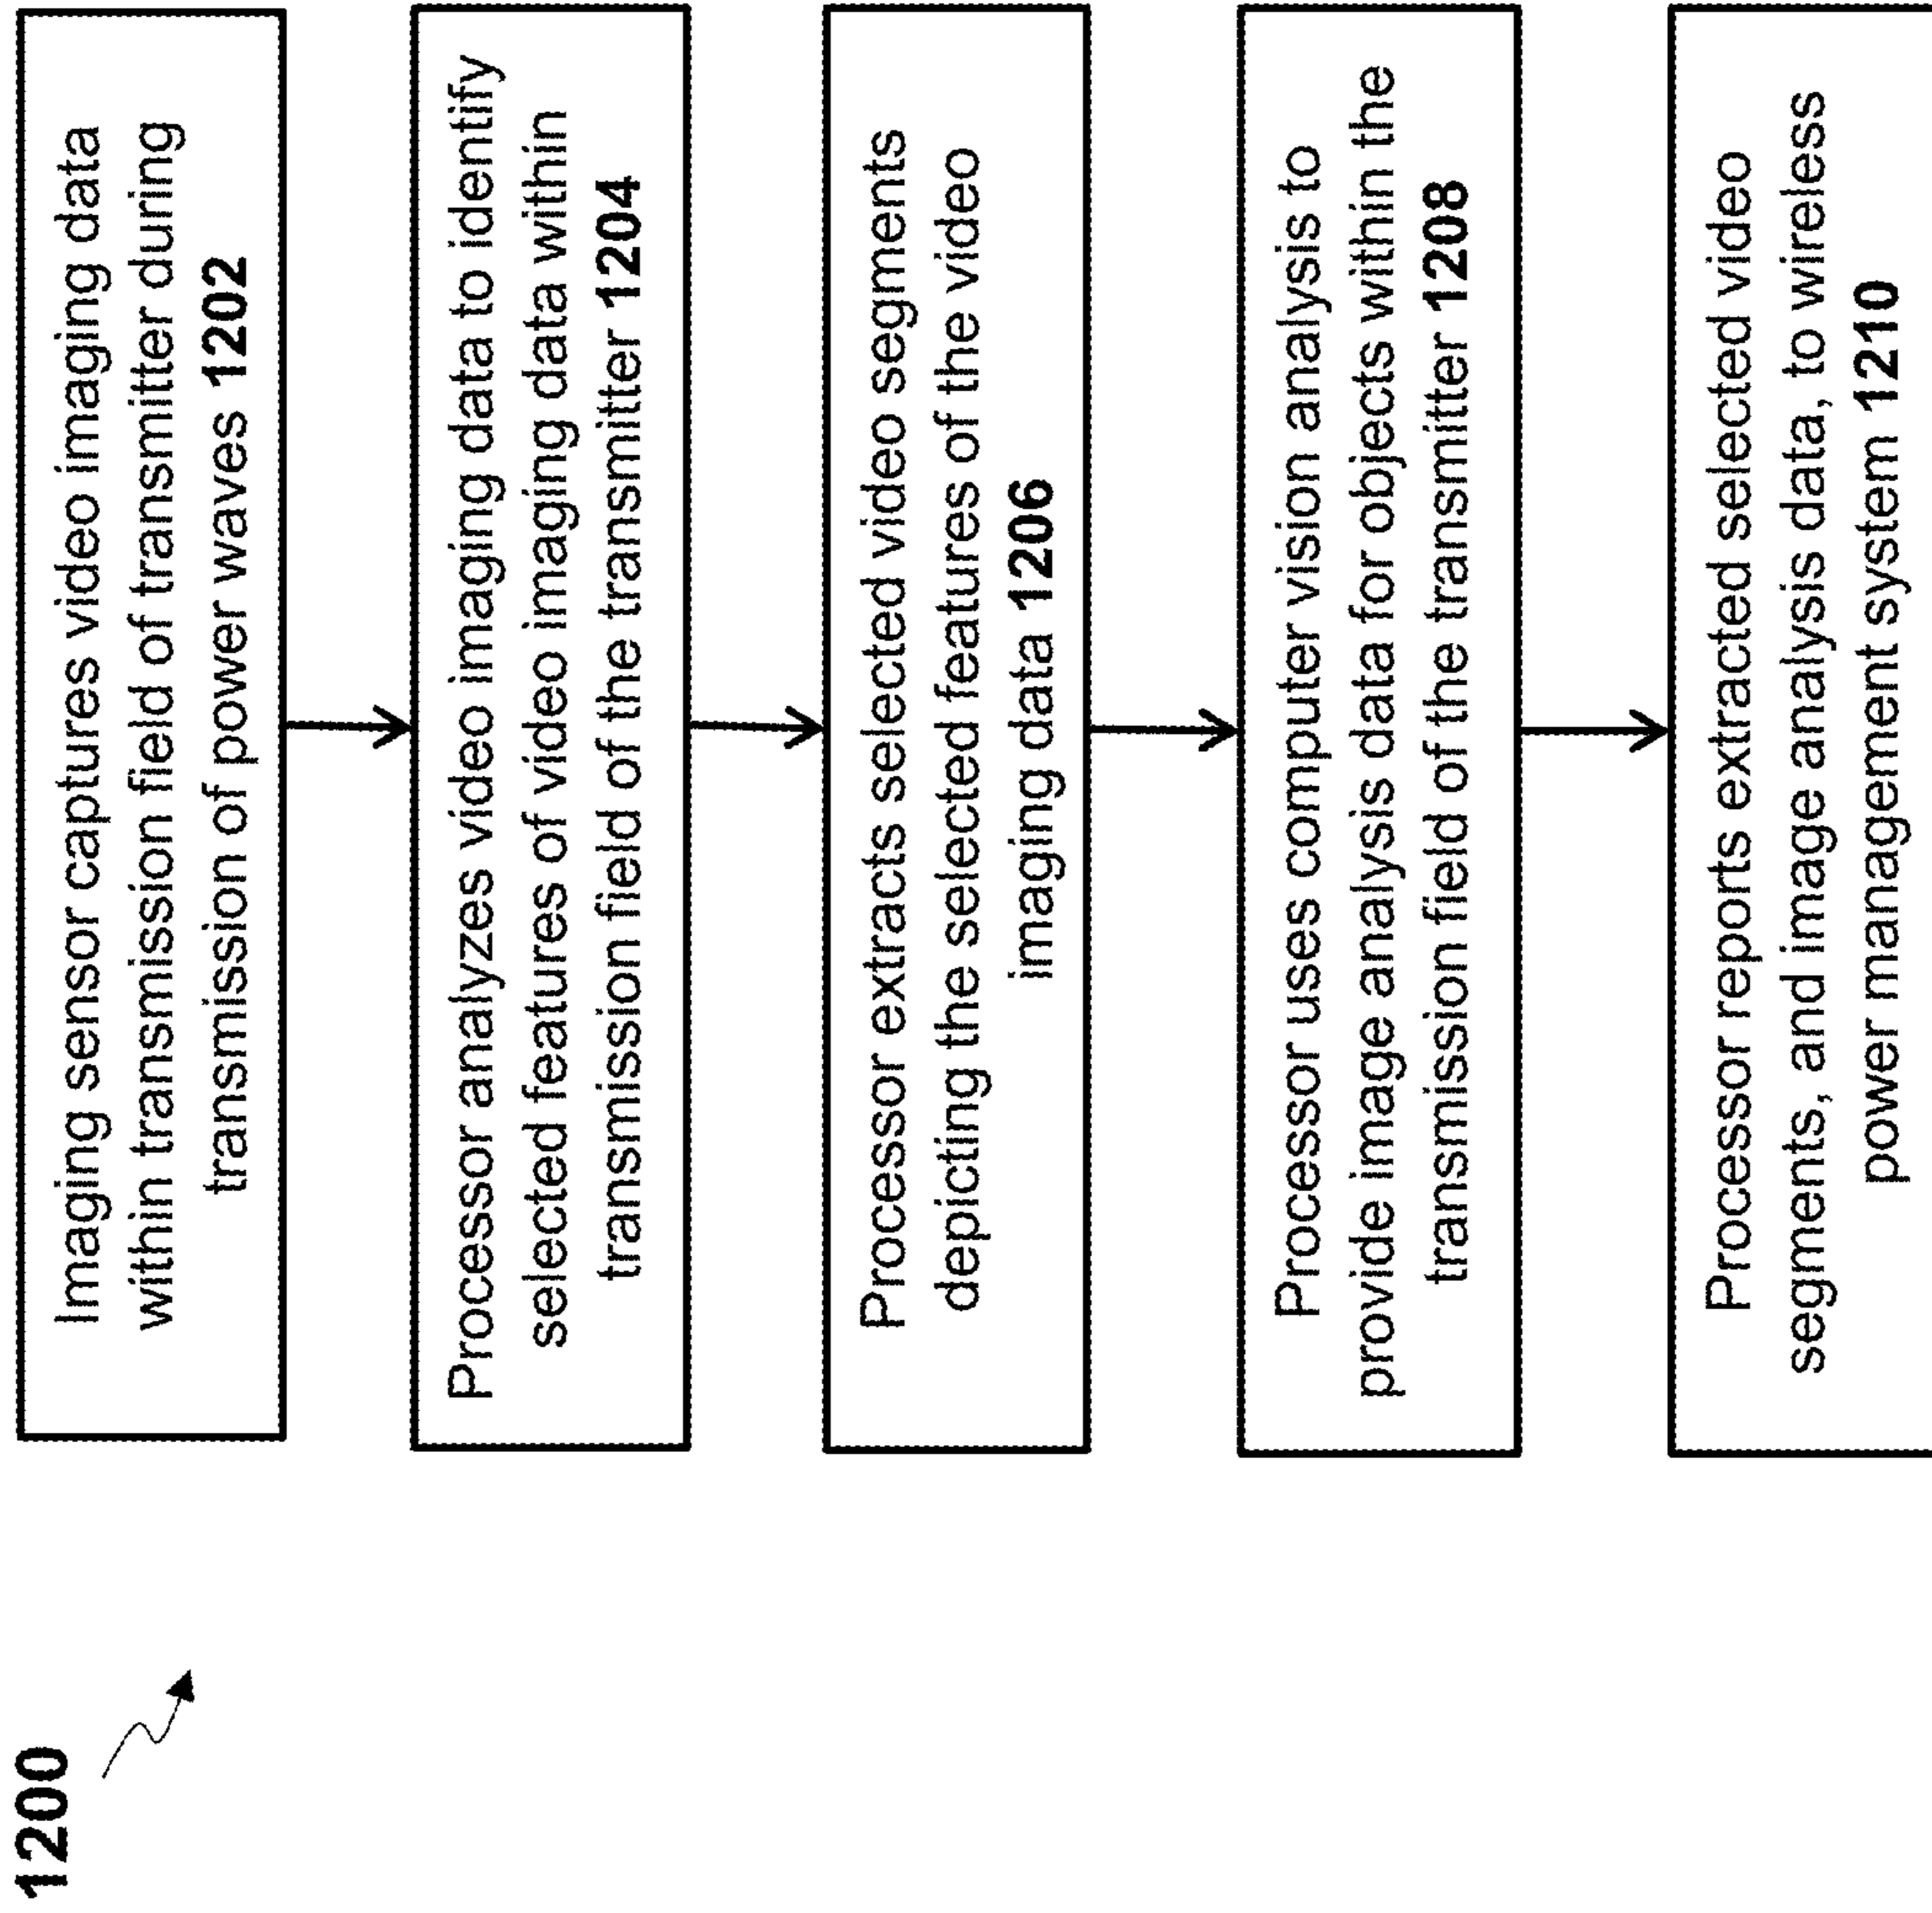 1200
Imaging sensor captures video imaging data
within transmission field of transmitter during
transmission of power waves 1202
Processor analyzes video imaging data to identify
selected features of video imaging data within
transmission field of the transmitter 1204
Processor extracts selected video segments
depicting the selected features of the video
imaging data 1206
Processor uses computer vision analysis to
provide image analysis data for objects within the
transmission field of the transmitter 1208
Processor reports extracted selected video
segments, and image analysis data, to wireless
power management system 1210